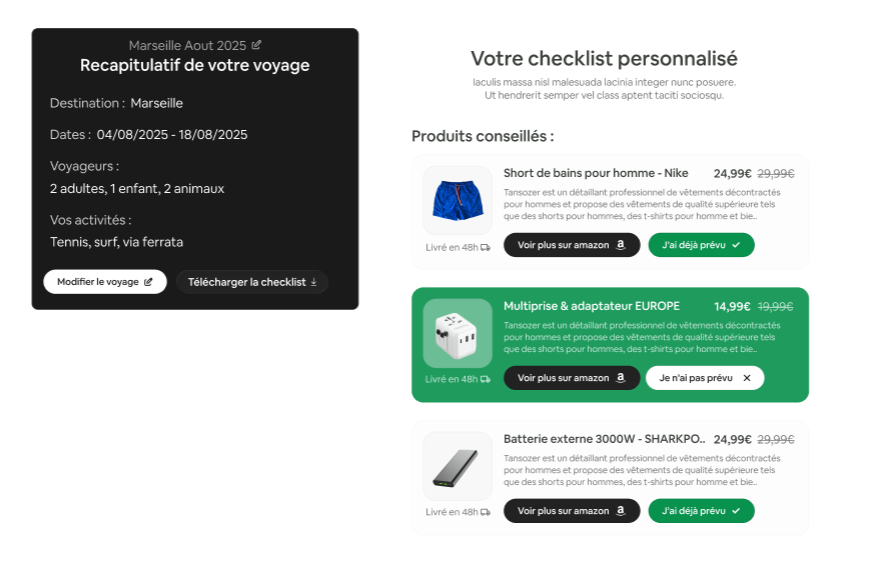 Marseille Aout 2025
Recapitulatif de votre voyage
Destination : Marseille
Dates : 04/08/2025 - 18/08/2025
Voyageurs :
2 adultes, 1 enfant, 2 animaux
Vos activités :
Tennis, surf, via ferrata
Modifier le voyage
Télécharger la checklist
Votre checklist personnalisé
Iaculis massa nisl malesuada lacinia integer nunc posuere.
Ut hendrerit semper vel class aptent taciti sociosqu.
Produits conseillés :
Short de bains pour homme - Nike 24,99€ 29,99€
Tansozer est un détaillant professionnel de vêtements décontractés
pour hommes et propose des vêtements de qualité supérieure tels
que des shorts pour hommes, des t-shirts pour homme et bie..
Livré en 48h
Voir plus sur amazon
J'ai déjà prévu
Multiprise & adaptateur EUROPE 14,99€ 19,99€
Tansozer est un détaillant professionnel de vêtements décontractés
pour hommes et propose des vêtements de qualité supérieure tels
que des shorts pour hommes, des t-shirts pour homme et bie..
Livré en 48h
Voir plus sur amazon
Je n'ai pas prévu
Batterie externe 3000W - SHARKPO.. 24,99€ 29,99€
Tansozer est un détaillant professionnel de vêtements décontractés
pour hommes et propose des vêtements de qualité supérieure tels
que des shorts pour hommes, des t-shirts pour homme et bie..
Livré en 48h
Voir plus sur amazon
J'ai déjà prévu